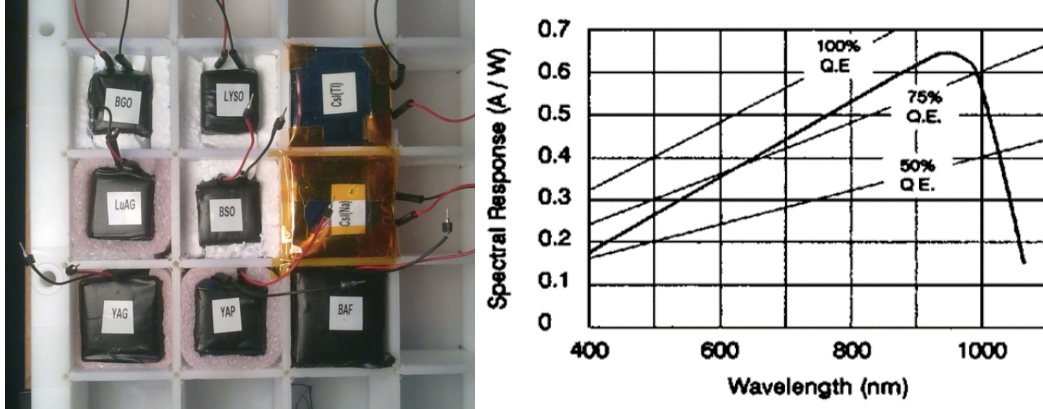 BGO
LYSO
CsI(Tl)
LuAG
BSO
CsI(Na)
YAG
YAP
BAF
Spectral Response (A / W)
0.7
0.6
0.5
0.4
0.3
0.2
0.1
0
100%
Q.E
75%
Q.E.
50%
Q E.
400
600
800
1000
Wavelength (nm)